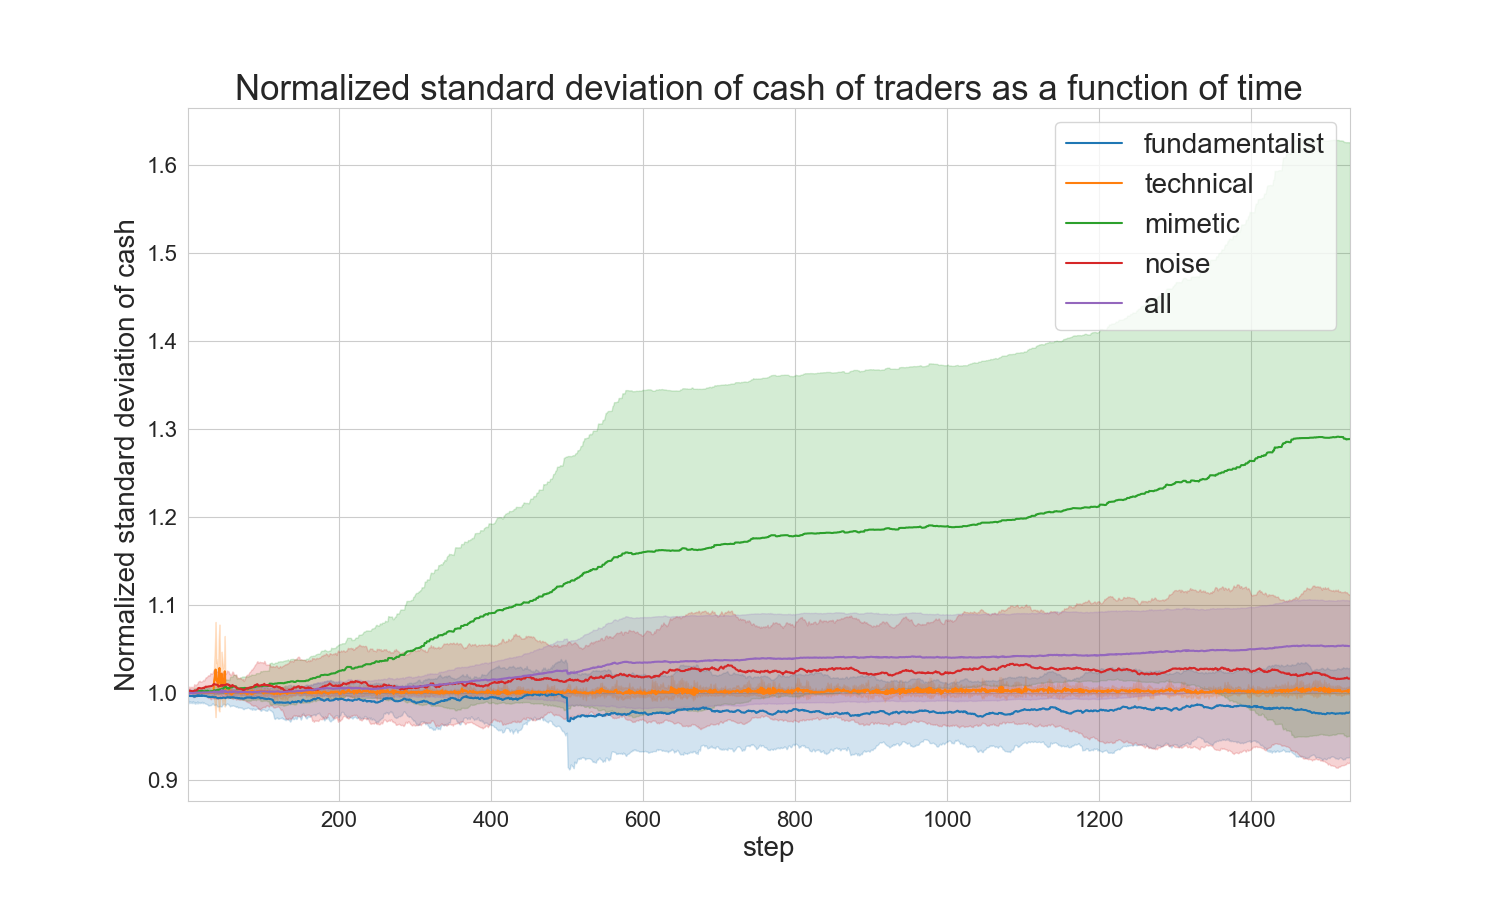 Normalized standard deviation of cash of traders as a function of time
Normalized standard deviation of cash
1.6
1.5
1.4
1.3
1.2
1.1
1.0
0.9
fundamentalist
technical
mimetic
noise
all
200 400 600 800 1000 1200 1400
step